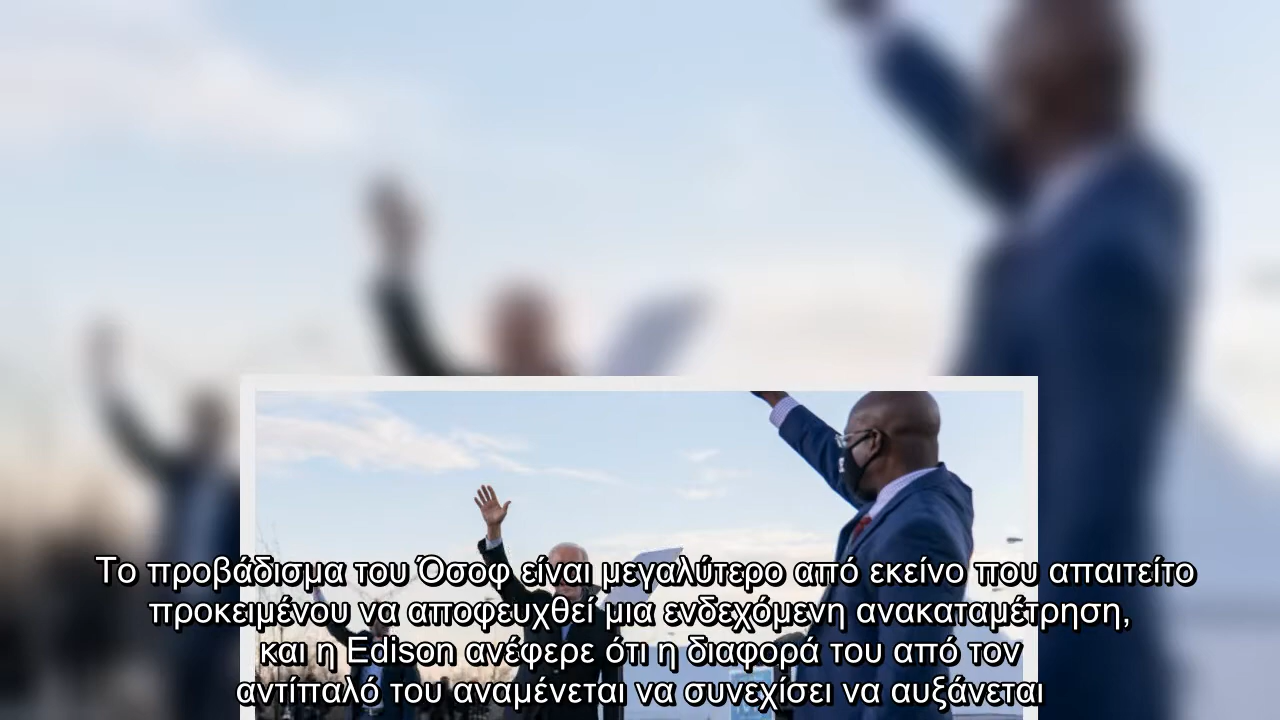 Το προβάδισμα του Όσοφ είναι μεγαλύτερο από εκείνο που απαιτείτο
προκειμένου να αποφευχθεί μια ενδεχόμενη ανακαταμέτρηση,
και η Edison ανέφερε ότι η διαφορά του από τον
αντίπαλό του αναμένεται να συνεχίσει να αυξάνεται